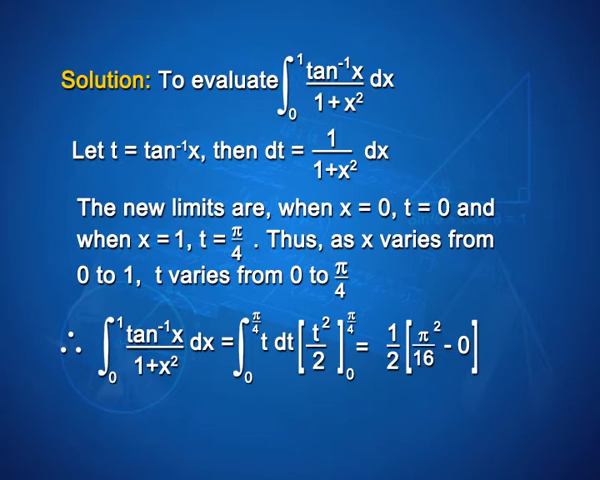 Solution: To evaluate ∫₀¹ tan⁻¹x / 1 + x² dx
Let t = tan⁻¹x, then dt = 1 / 1+x² dx
The new limits are, when x = 0, t = 0 and
when x = 1, t = π/4 . Thus, as x varies from
0 to 1, t varies from 0 to π/4
∴ ∫₀¹ tan⁻¹x / 1+x² dx = ∫₀^(π/4) t dt [t²/2]₀^(π/4) = 1/2 [π²/16 - 0]